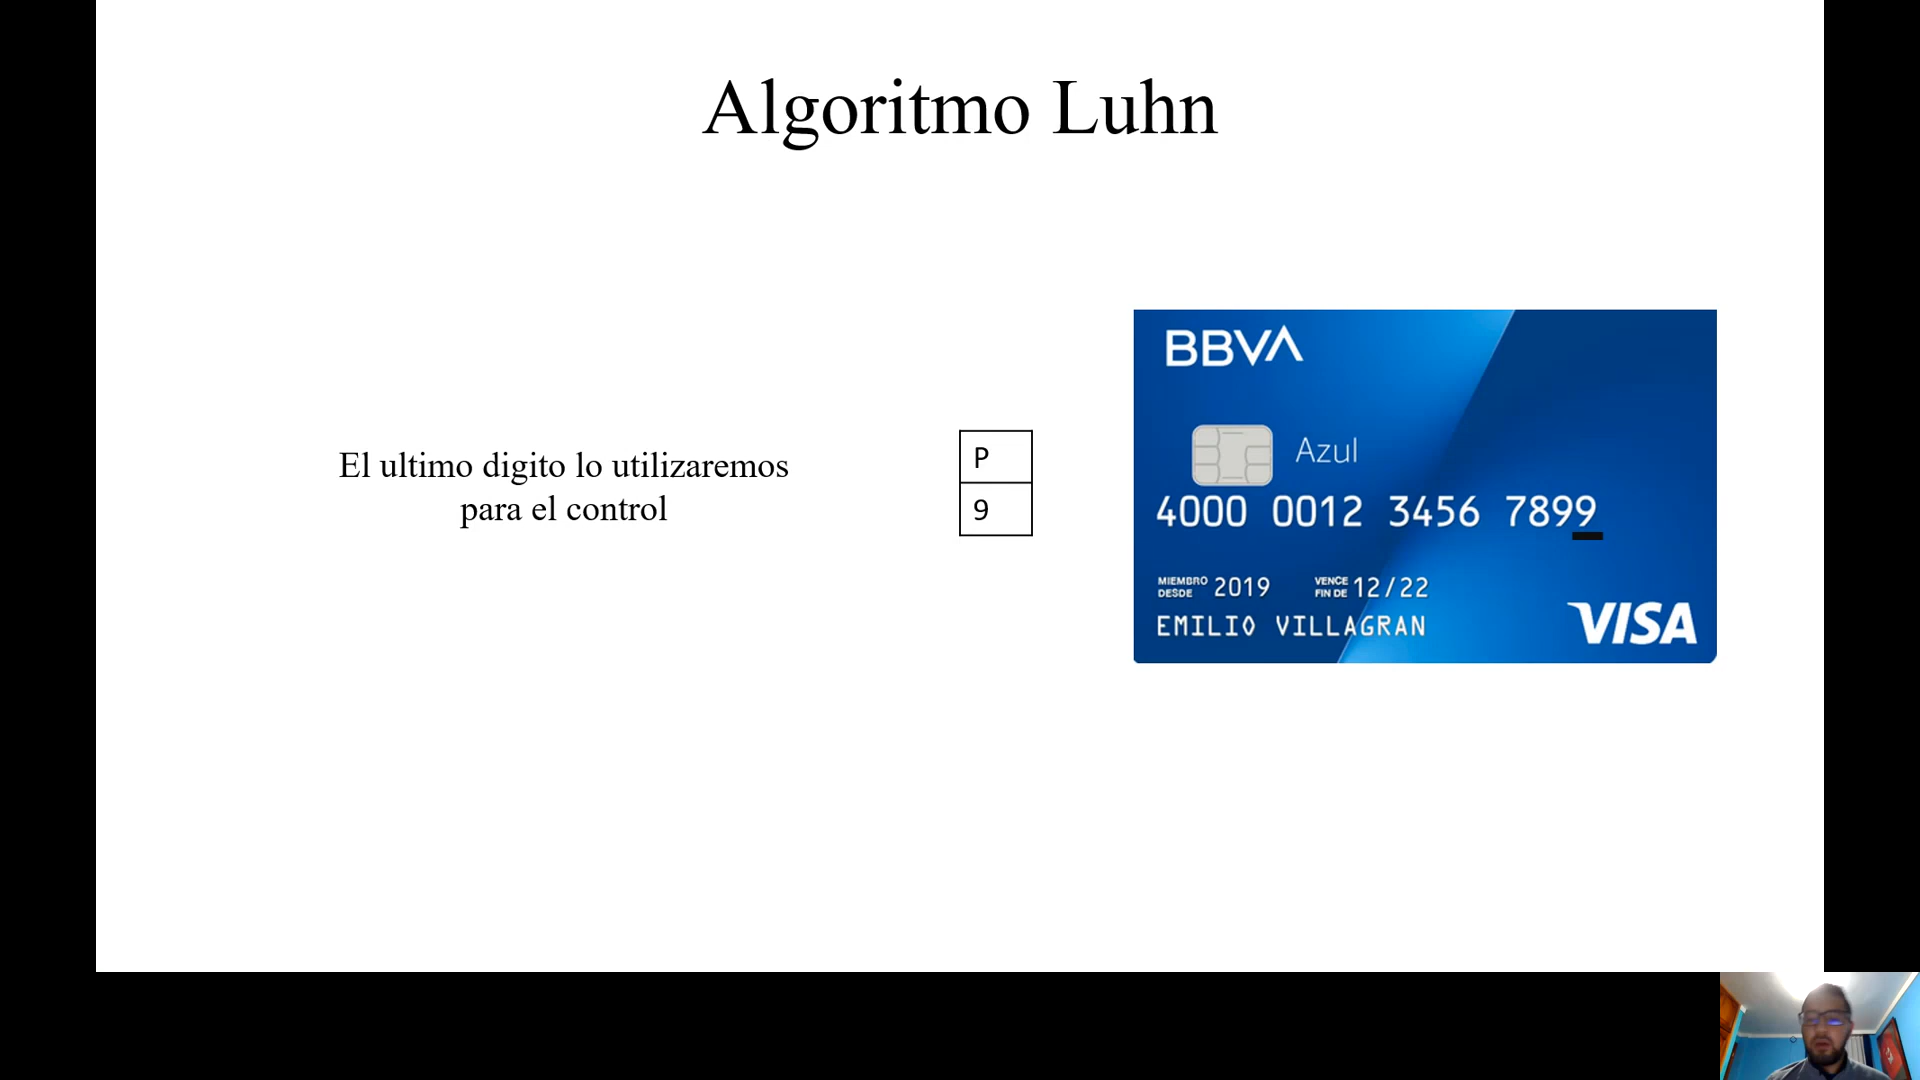 Algoritmo Luhn
El ultimo digito lo utilizaremos
para el control
P
9
BBVA
Azul
4000 0012 3456 7899
MIEMBRO DESDE 2019 VENCE FIN DE 12/22
EMILIO VILLAGRAN
VISA